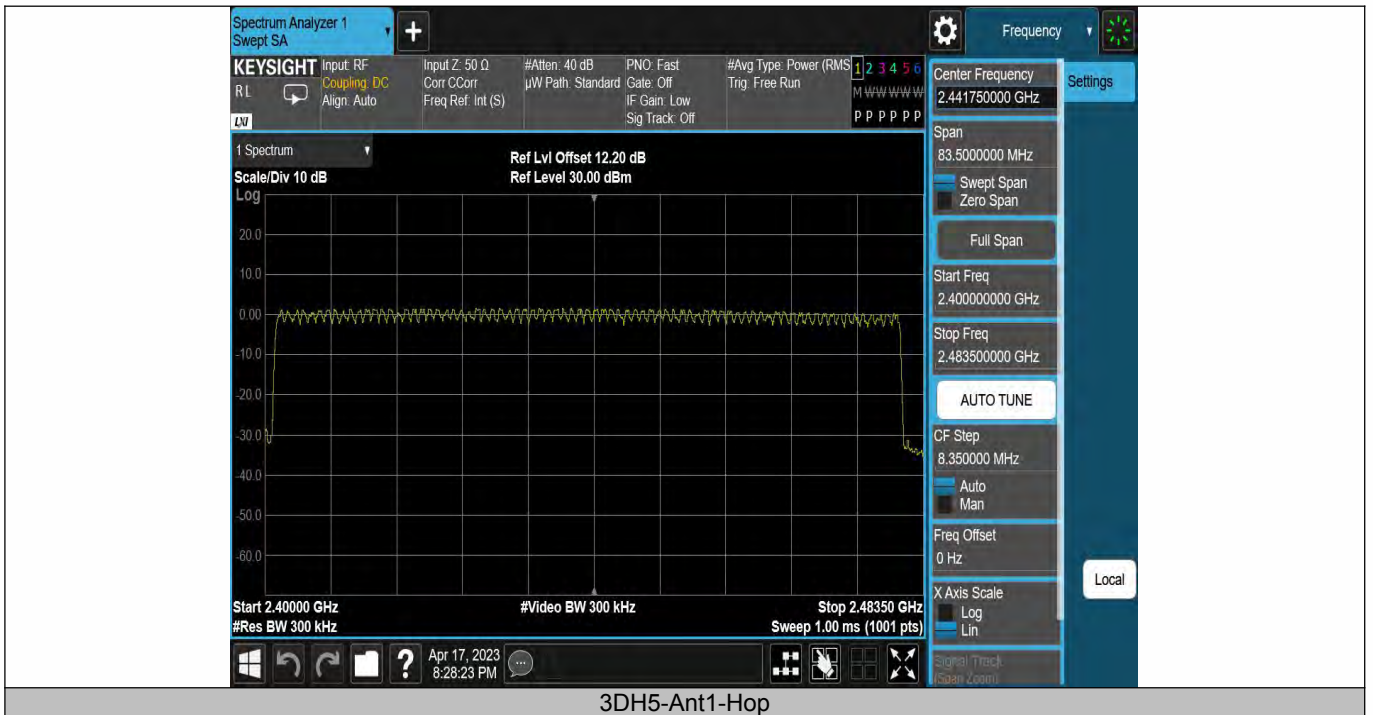 Spectrum Analyzer 1
Swept SA
+
Frequency
KEYSIGHT
RL
LXI
Input: RF
Coupling: DC
Align: Auto
Input Z: 50 Ω
Corr CCorr
Freq Ref: Int (S)
#Atten: 40 dB
µW Path: Standard
PNO: Fast
Gate: Off
IF Gain: Low
Sig Track: Off
#Avg Type: Power (RMS
Trig: Free Run
1 2 3 4 5 6
M W W W W W
P P P P P P
1 Spectrum
Scale/Div 10 dB
Ref Lvl Offset 12.20 dB
Ref Level 30.00 dBm
Log
20.0
10.0
0.00
-10.0
-20.0
-30.0
-40.0
-50.0
-60.0
Start 2.40000 GHz
#Res BW 300 kHz
#Video BW 300 kHz
Stop 2.48350 GHz
Sweep 1.00 ms (1001 pts)
Center Frequency
2.441750000 GHz
Settings
Span
83.5000000 MHz
Swept Span
Zero Span
Full Span
Start Freq
2.400000000 GHz
Stop Freq
2.483500000 GHz
AUTO TUNE
CF Step
8.350000 MHz
Auto
Man
Freq Offset
0 Hz
X Axis Scale
Log
Lin
Signal Track
(Span Zoom)
Local
?
Apr 17, 2023
8:28:23 PM
3DH5-Ant1-Hop